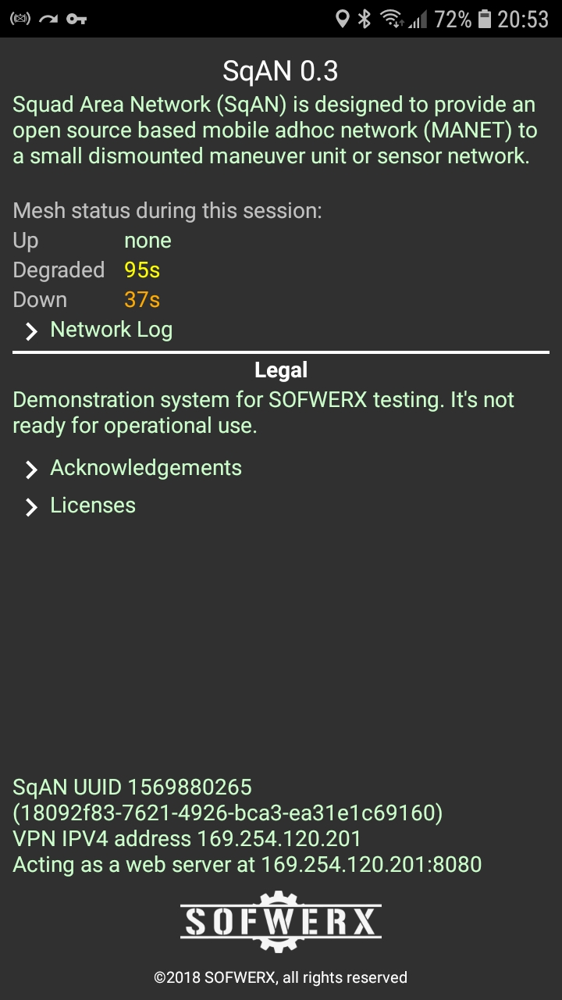 72% 20:53
SqAN 0.3
Squad Area Network (SqAN) is designed to provide an
open source based mobile adhoc network (MANET) to
a small dismounted maneuver unit or sensor network.
Mesh status during this session:
Up none
Degraded 95s
Down 37s
Network Log
Legal
Demonstration system for SOFWERX testing. It's not
ready for operational use.
Acknowledgements
Licenses
SqAN UUID 1569880265
(18092f83-7621-4926-bca3-ea31e1c69160)
VPN IPV4 address 169.254.120.201
Acting as a web server at 169.254.120.201:8080
SOFWERX
©2018 SOFWERX, all rights reserved